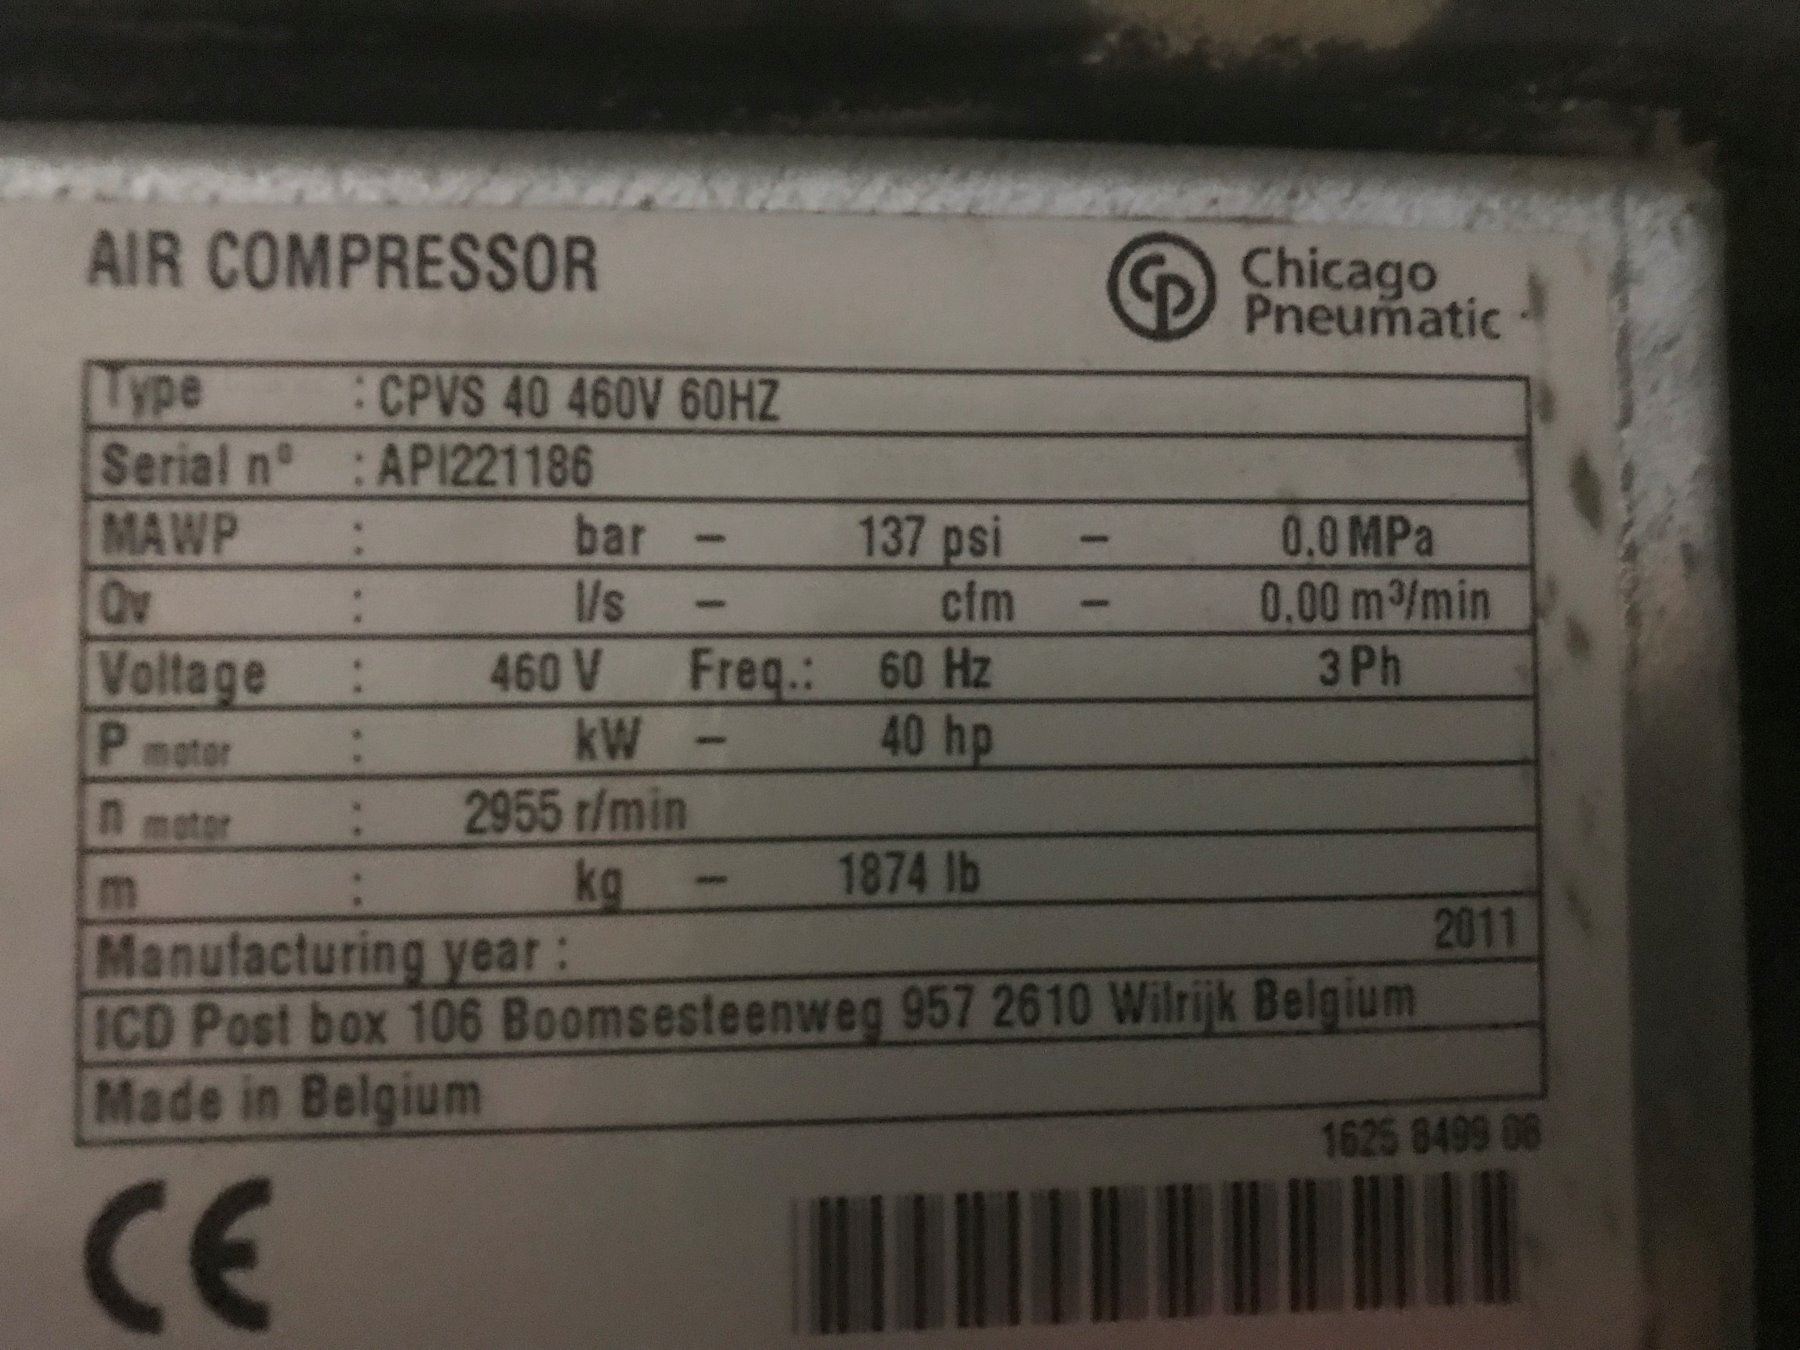 AIR COMPRESSOR
CP Chicago
Pneumatic
Type : CPVS 40 460V 60HZ
Serial nº : API221186
MAWP : bar – 137 psi – 0.0 MPa
Qv : l/s – cfm – 0.00 m³/min
Voltage : 460 V Freq.: 60 Hz 3 Ph
P motor : kW – 40 hp
n motor : 2955 r/min
m : kg – 1874 lb
Manufacturing year : 2011
ICD Post box 106 Boomsesteenweg 957 2610 Wilrijk Belgium
Made in Belgium
1625 8499 06
CE